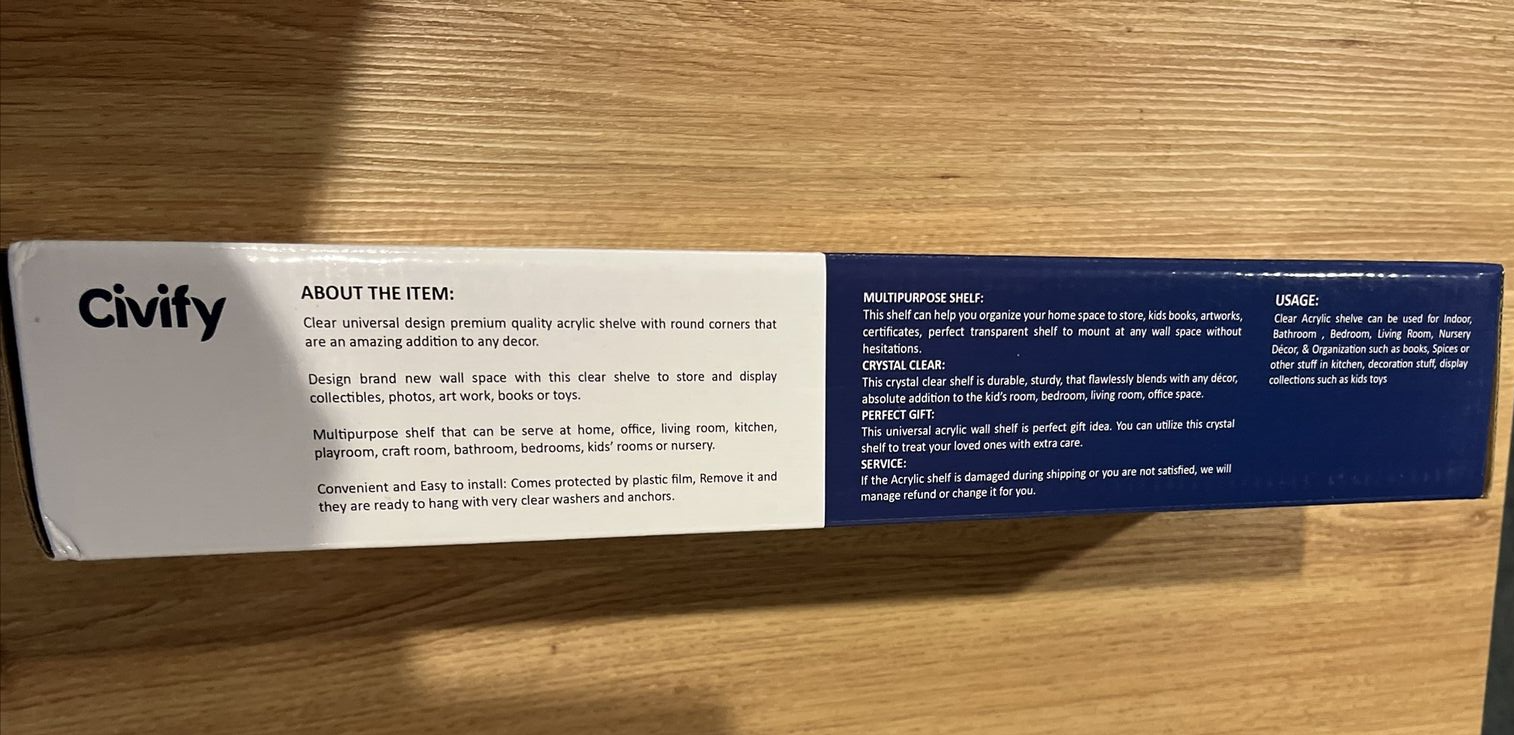 Civify
ABOUT THE ITEM:
Clear universal design premium quality acrylic shelve with round corners that
are an amazing addition to any decor.
Design brand new wall space with this clear shelve to store and display
collectibles, photos, art work, books or toys.
Multipurpose shelf that can be serve at home, office, living room, kitchen,
playroom, craft room, bathroom, bedrooms, kids' rooms or nursery.
Convenient and Easy to install: Comes protected by plastic film, Remove it and
they are ready to hang with very clear washers and anchors.
MULTIPURPOSE SHELF:
This shelf can help you organize your home space to store, kids books, artworks,
certificates, perfect transparent shelf to mount at any wall space without
hesitations.
CRYSTAL CLEAR:
This crystal clear shelf is durable, sturdy, that flawlessly blends with any décor,
absolute addition to the kid's room, bedroom, living room, office space.
PERFECT GIFT:
This universal acrylic wall shelf is perfect gift idea. You can utilize this crystal
shelf to treat your loved ones with extra care.
SERVICE:
If the Acrylic shelf is damaged during shipping or you are not satisfied, we will
manage refund or change it for you.
USAGE:
Clear Acrylic shelve can be used for Indoor,
Bathroom , Bedroom, Living Room, Nursery
Décor, & Organization such as books, Spices or
other stuff in kitchen, decoration stuff, display
collections such as kids toys